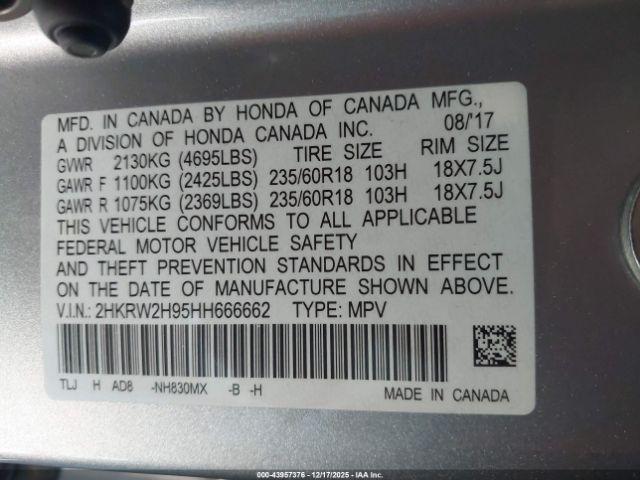 MFD. IN CANADA BY HONDA OF CANADA MFG.,
A DIVISION OF HONDA CANADA INC. 08/'17
GVWR 2130KG (4695LBS) TIRE SIZE RIM SIZE
GAWR F 1100KG (2425LBS) 235/60R18 103H 18X7.5J
GAWR R 1075KG (2369LBS) 235/60R18 103H 18X7.5J
THIS VEHICLE CONFORMS TO ALL APPLICABLE
FEDERAL MOTOR VEHICLE SAFETY
AND THEFT PREVENTION STANDARDS IN EFFECT
ON THE DATE OF MANUFACTURE SHOWN ABOVE.
V.I.N.: 2HKRW2H95HH666662 TYPE: MPV
TLJ H AD8 -NH830MX -B -H
MADE IN CANADA
000-43957376 - 12/17/2025 - IAA Inc.